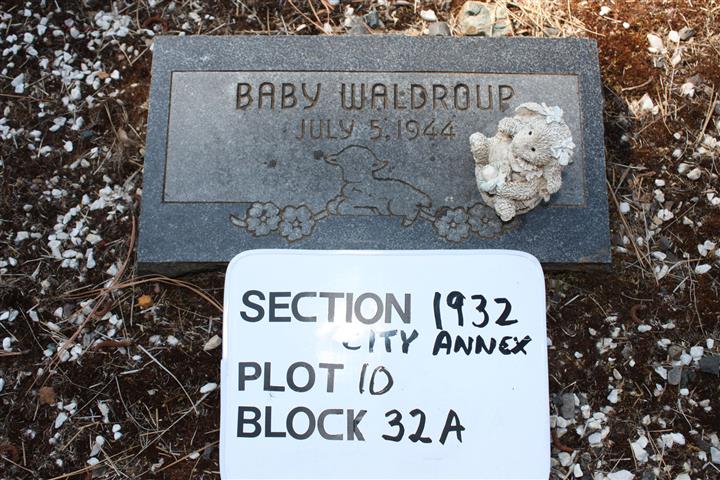 BABY WALDROUP
JULY 5, 1944
SECTION 1932
CITY ANNEX
PLOT 10
BLOCK 32A